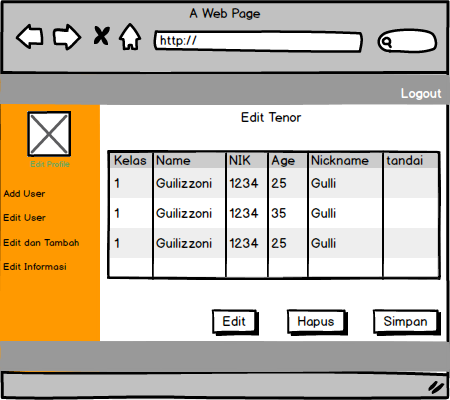 A Web Page
http://
Logout
Edit Profile
Add User
Edit User
Edit dan Tambah
Edit Informasi
Edit Tenor
Kelas Name NIK Age Nickname tandai
1 Guilizzoni 1234 25 Gulli
1 Guilizzoni 1234 35 Gulli
1 Guilizzoni 1234 25 Gulli
Edit Hapus Simpan